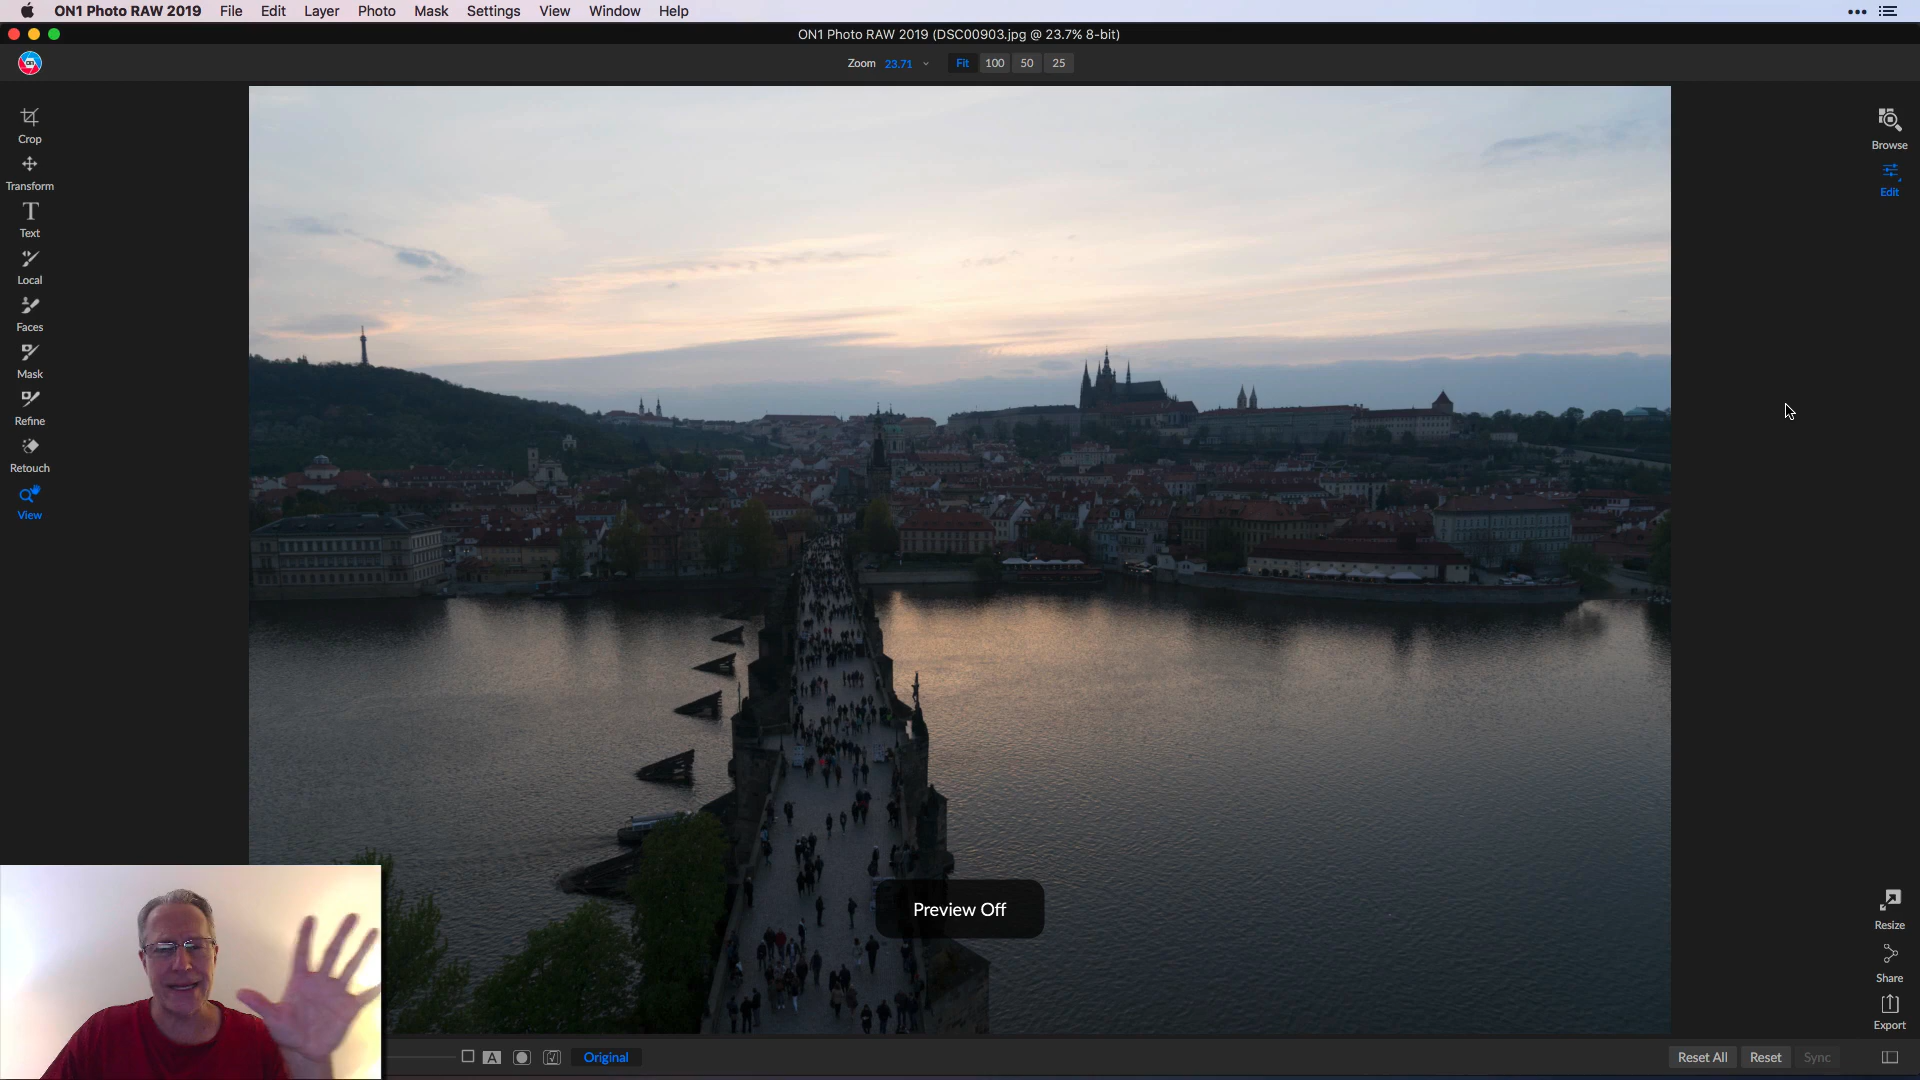 ON1 Photo RAW 2019 File Edit Layer Photo Mask Settings View Window Help
ON1 Photo RAW 2019 (DSC00903.jpg @ 23.7% 8-bit)
Zoom 23.71 Fit 100 50 25
Crop
Transform
Text
Local
Faces
Mask
Refine
Retouch
View
Browse
Edit
Preview Off
Resize
Share
Export
A Original Reset All Reset Sync